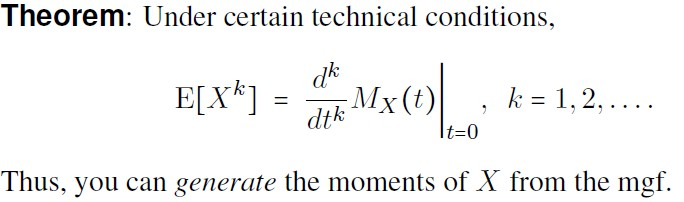 Theorem: Under certain technical conditions,
E[X^k] = \frac{d^k}{dt^k} M_X(t)|_{t=0}, k = 1, 2, . . . .
Thus, you can generate the moments of X from the mgf.